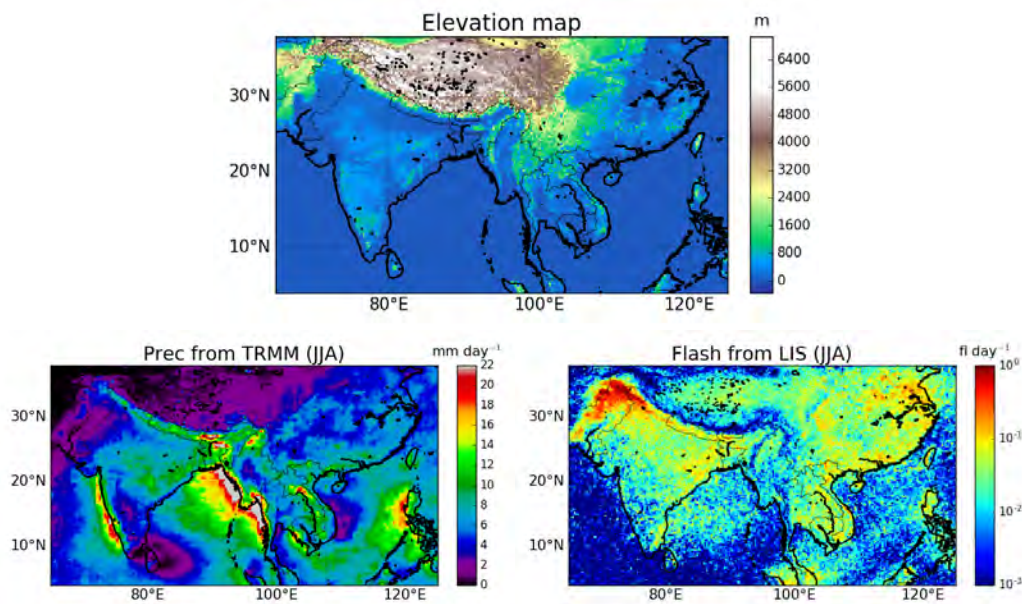 Elevation map
m
30°N
20°N
10°N
80°E 100°E 120°E
6400
5600
4800
4000
3200
2400
1600
800
0
Prec from TRMM (JJA)
mm day⁻¹
30°N
20°N
10°N
80°E 100°E 120°E
22
20
18
16
14
12
10
8
6
4
2
0
Flash from LIS (JJA)
fl day⁻¹
30°N
20°N
10°N
80°E 100°E 120°E
10⁰
10⁻¹
10⁻²
10⁻³